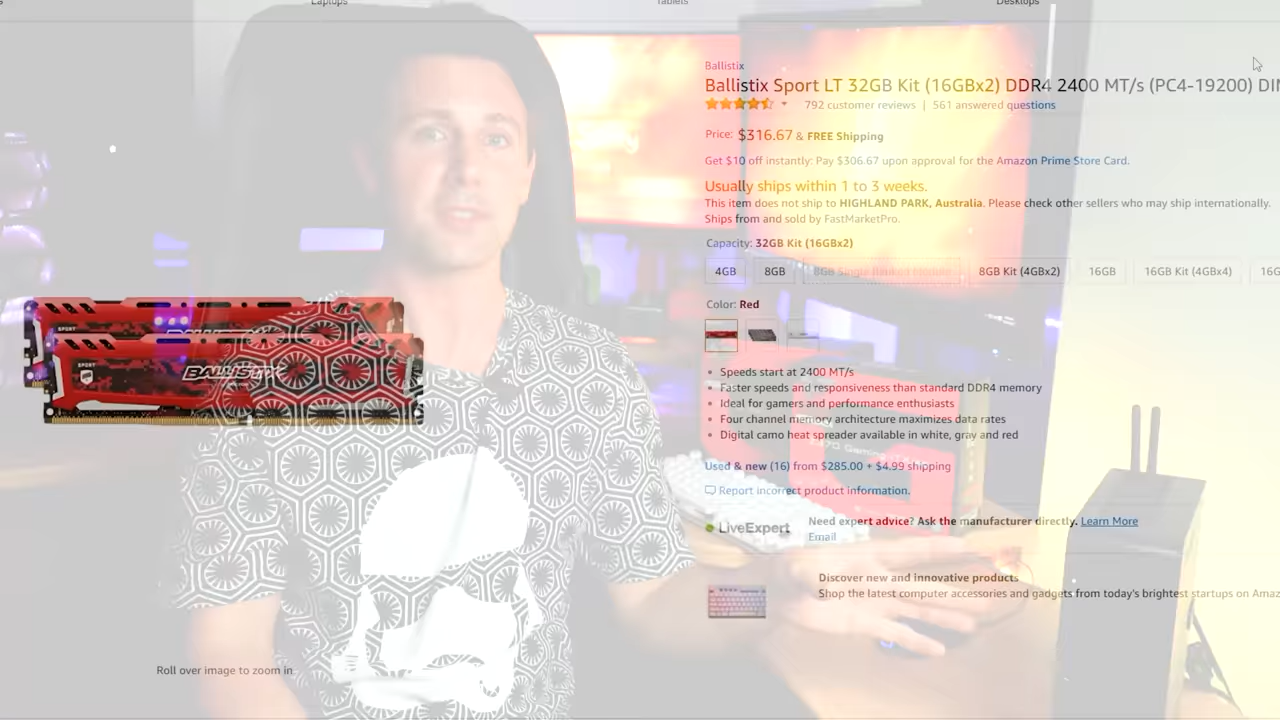 Laptops Tablets Desktops
Ballistix
Ballistix Sport LT 32GB Kit (16GBx2) DDR4 2400 MT/s (PC4-19200) DI
792 customer reviews | 561 answered questions
Price: $316.67 & FREE Shipping
Get $10 off instantly: Pay $306.67 upon approval for the Amazon Prime Store Card.
Usually ships within 1 to 3 weeks.
This item does not ship to HIGHLAND PARK, Australia. Please check other sellers who may ship internationally.
Ships from and sold by FastMarketPro.
Capacity: 32GB Kit (16GBx2)
4GB 8GB 8GB Single 8GB Kit (4GBx2) 16GB 16GB Kit (4GBx4) 16G
Color: Red
SPORT
SPORT
BALLISTIX
Speeds start at 2400 MT/s
Faster speeds and responsiveness than standard DDR4 memory
Ideal for gamers and performance enthusiasts
Four channel memory architecture maximizes data rates
Digital camo heat spreader available in white, gray and red
Used & new (16) from $285.00 + $4.99 shipping
Report incorrect product information.
LiveExpert Need expert advice? Ask the manufacturer directly. Learn More
Email
Discover new and innovative products
Shop the latest computer accessories and gadgets from today's brightest startups on Amaz
Roll over image to zoom in